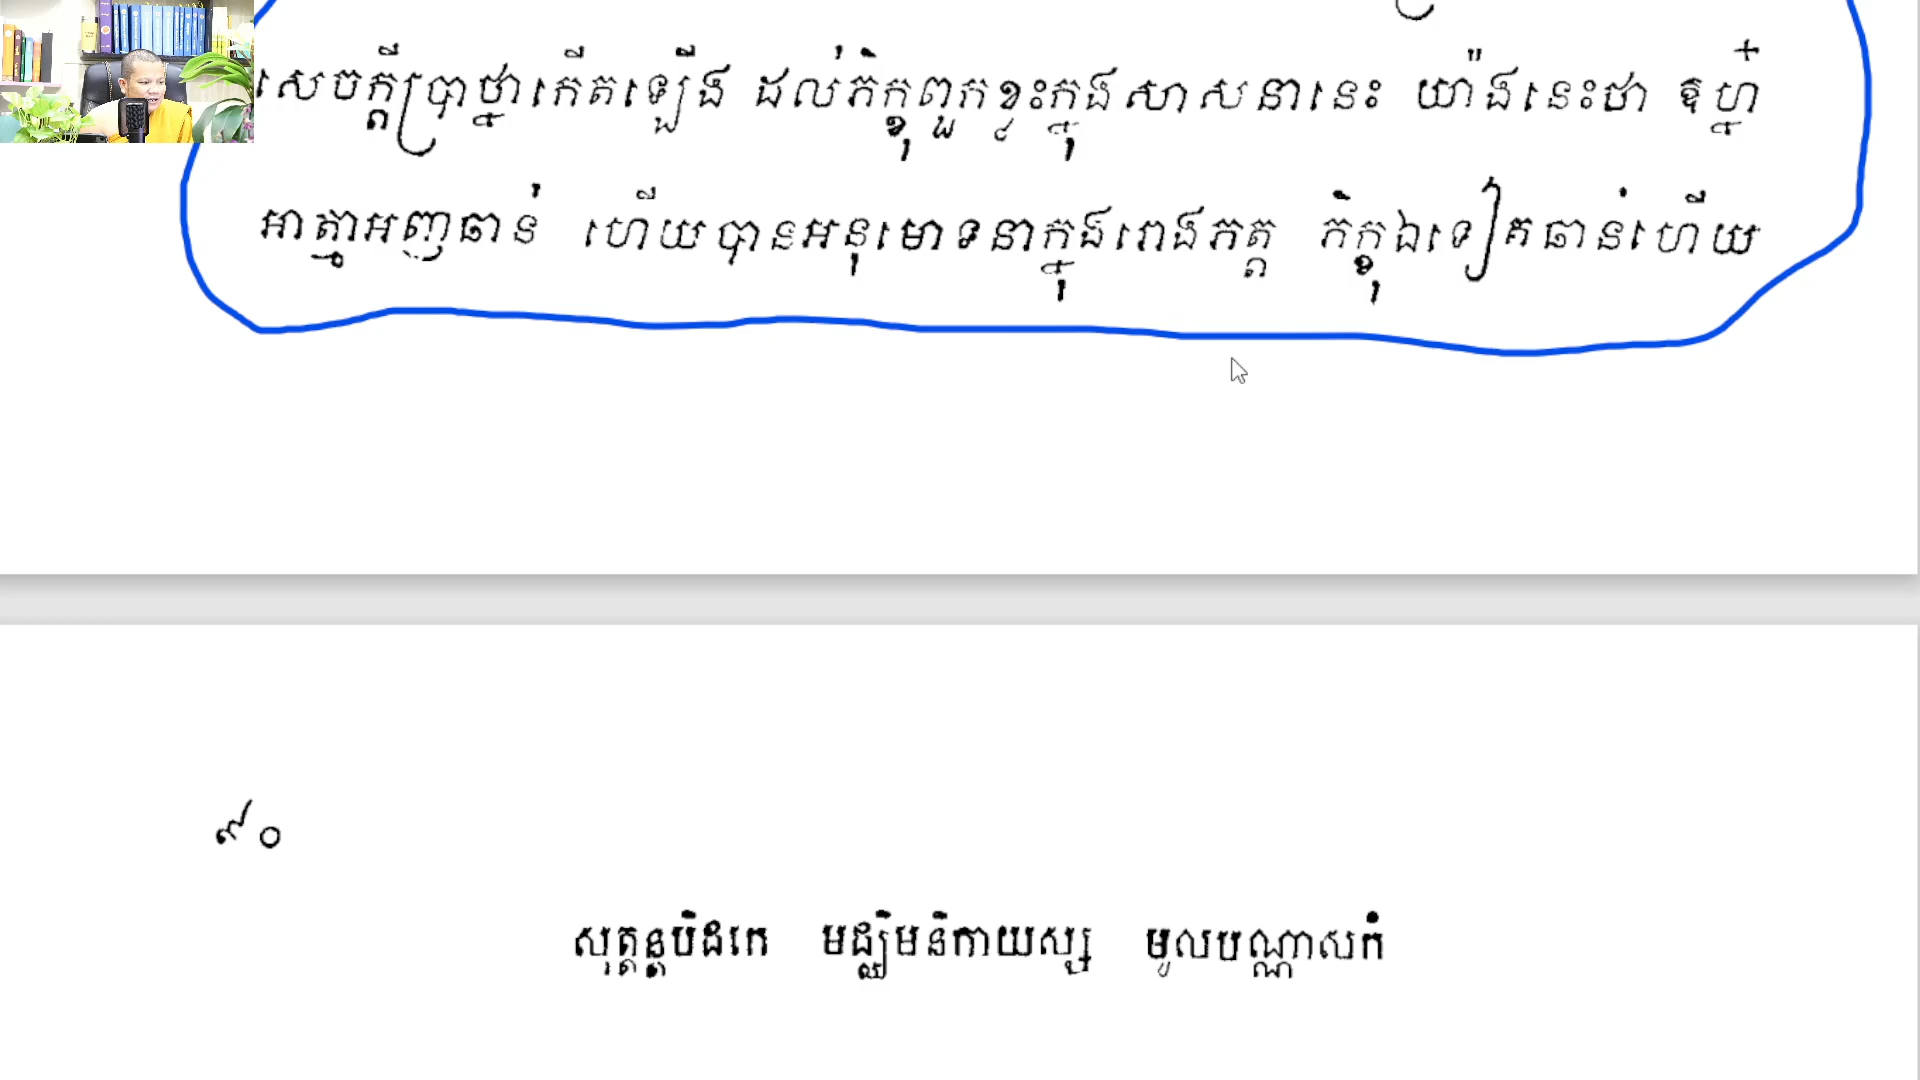 សេចក្តីប្រាថ្នាកើតឡើង ដល់ភិក្ខុពួកខ្លះក្នុងសាសនានេះ យ៉ាងនេះថា ឱហ្ន៎
អាត្មាអញឆាន់ ហើយបានអនុមោទនាក្នុងរោងភត្ត ភិក្ខុឯទៀតឆាន់ហើយ
៩០
សុត្តន្តបិដកេ មជ្ឈិមនិកាយស្ស មូលបណ្ណាសកំ